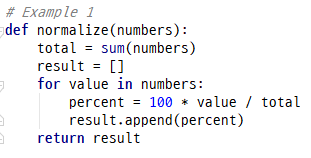 # Example 1
def normalize(numbers):
    total = sum(numbers)
    result = []
    for value in numbers:
        percent = 100 * value / total
        result.append(percent)
    return result